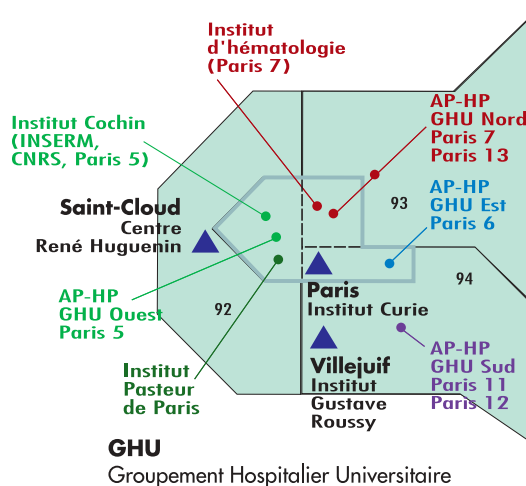 Institut
d'hématologie
(Paris 7)
AP-HP
GHU Nord
Paris 7
Paris 13
Institut Cochin
(INSERM,
CNRS, Paris 5)
93
AP-HP
GHU Est
Paris 6
Saint-Cloud
Centre
René Huguenin
94
AP-HP
GHU Ouest
Paris 5
92
Paris
Institut Curie
Institut
Pasteur
de Paris
Villejuif
Institut
Gustave
Roussy
AP-HP
GHU Sud
Paris 11
Paris 12
GHU
Groupement Hospitalier Universitaire